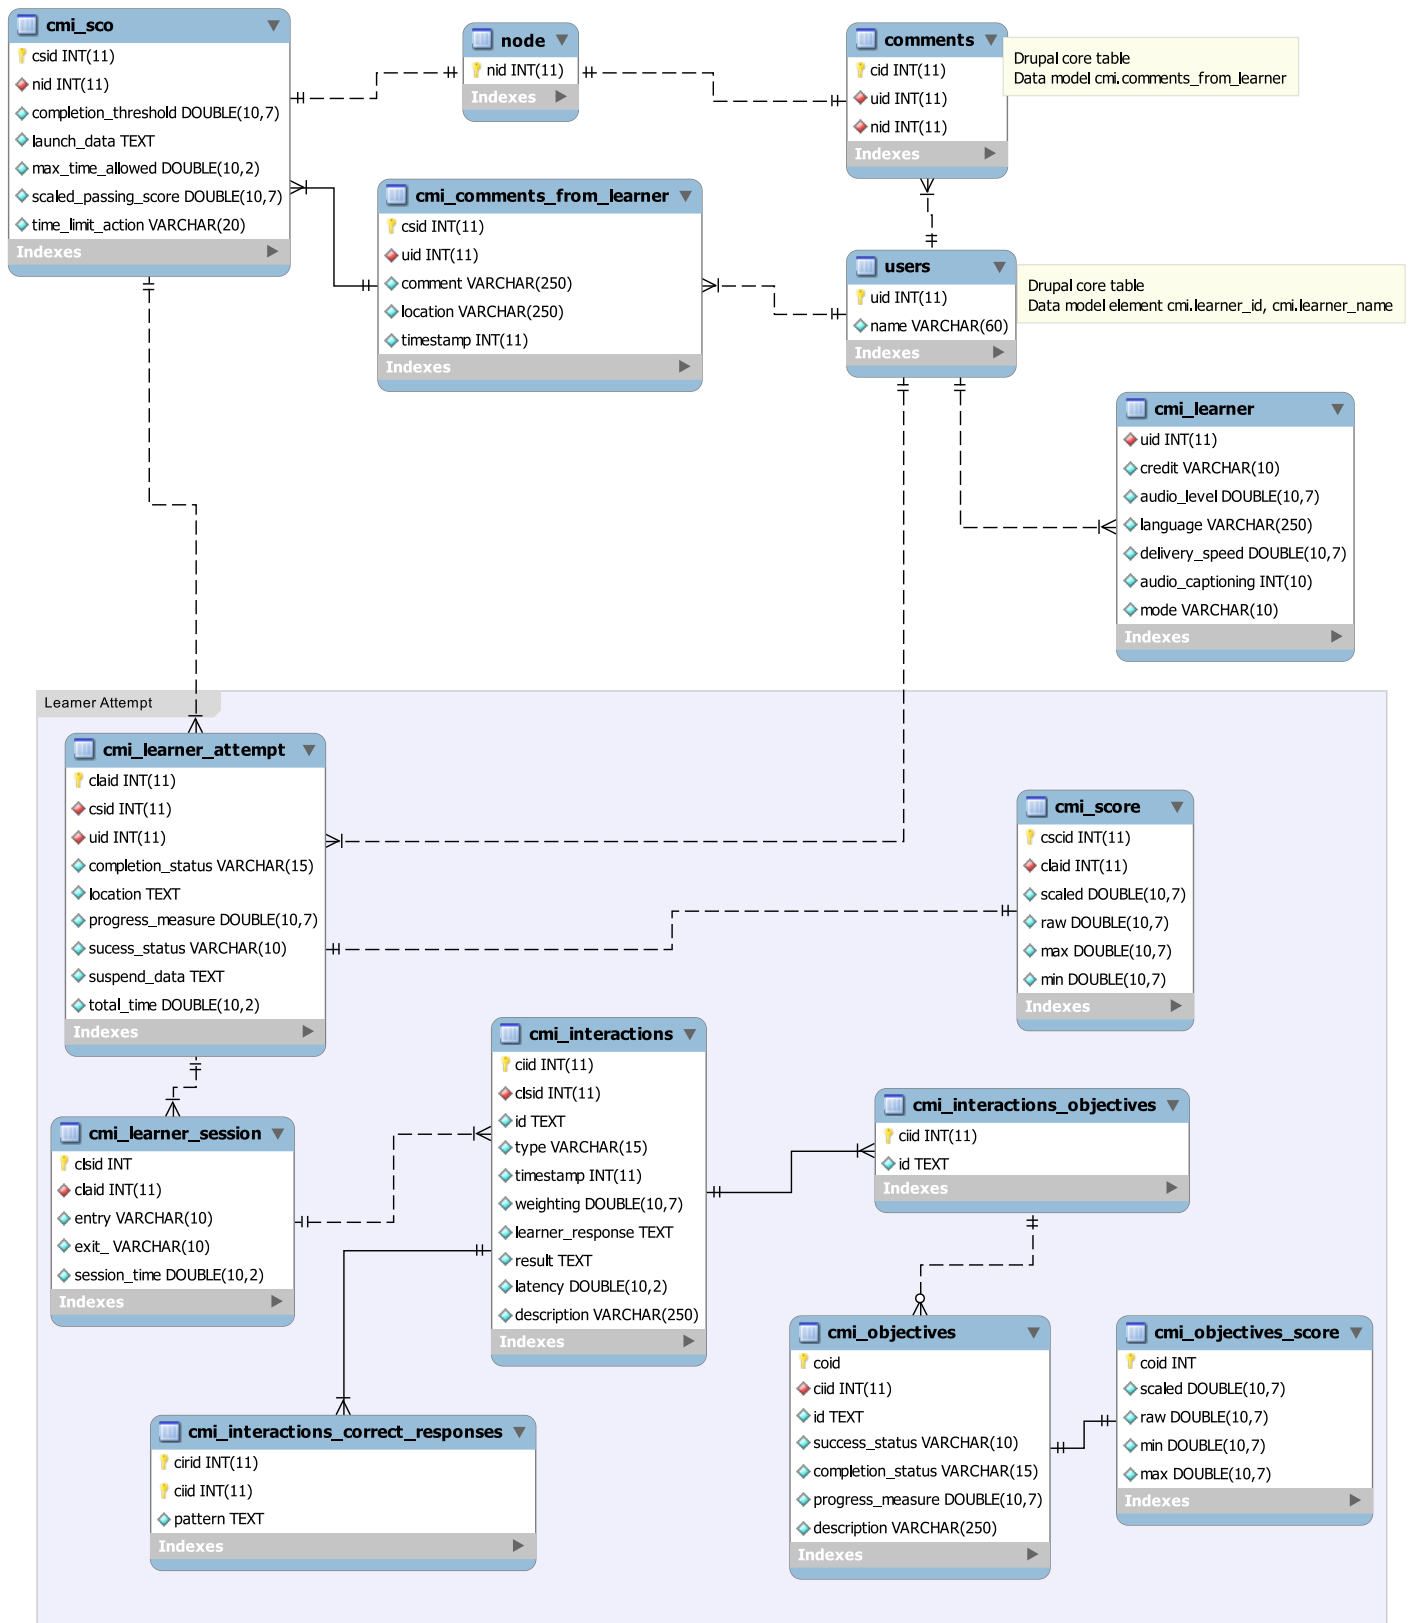 cmi_sco
csid INT(11)
nid INT(11)
completion_threshold DOUBLE(10,7)
launch_data TEXT
max_time_allowed DOUBLE(10,2)
scaled_passing_score DOUBLE(10,7)
time_limit_action VARCHAR(20)
Indexes
node
nid INT(11)
Indexes
comments
cid INT(11)
uid INT(11)
nid INT(11)
Indexes
Drupal core table
Data model cmi.comments_from_learner
cmi_comments_from_learner
csid INT(11)
uid INT(11)
comment VARCHAR(250)
location VARCHAR(250)
timestamp INT(11)
Indexes
users
uid INT(11)
name VARCHAR(60)
Indexes
Drupal core table
Data model element cmi.learner_id, cmi.learner_name
cmi_learner
uid INT(11)
credit VARCHAR(10)
audio_level DOUBLE(10,7)
language VARCHAR(250)
delivery_speed DOUBLE(10,7)
audio_captioning INT(10)
mode VARCHAR(10)
Indexes
Learner Attempt
cmi_learner_attempt
claid INT(11)
csid INT(11)
uid INT(11)
completion_status VARCHAR(15)
location TEXT
progress_measure DOUBLE(10,7)
sucess_status VARCHAR(10)
suspend_data TEXT
total_time DOUBLE(10,2)
Indexes
cmi_score
cscid INT(11)
claid INT(11)
scaled DOUBLE(10,7)
raw DOUBLE(10,7)
max DOUBLE(10,7)
min DOUBLE(10,7)
Indexes
cmi_interactions
ciid INT(11)
clsid INT(11)
id TEXT
type VARCHAR(15)
timestamp INT(11)
weighting DOUBLE(10,7)
learner_response TEXT
result TEXT
latency DOUBLE(10,2)
description VARCHAR(250)
Indexes
cmi_interactions_objectives
ciid INT(11)
id TEXT
Indexes
cmi_learner_session
clsid INT
claid INT(11)
entry VARCHAR(10)
exit_ VARCHAR(10)
session_time DOUBLE(10,2)
Indexes
cmi_objectives
coid
ciid INT(11)
id TEXT
success_status VARCHAR(10)
completion_status VARCHAR(15)
progress_measure DOUBLE(10,7)
description VARCHAR(250)
Indexes
cmi_objectives_score
coid INT
scaled DOUBLE(10,7)
raw DOUBLE(10,7)
min DOUBLE(10,7)
max DOUBLE(10,7)
Indexes
cmi_interactions_correct_responses
cirid INT(11)
ciid INT(11)
pattern TEXT
Indexes